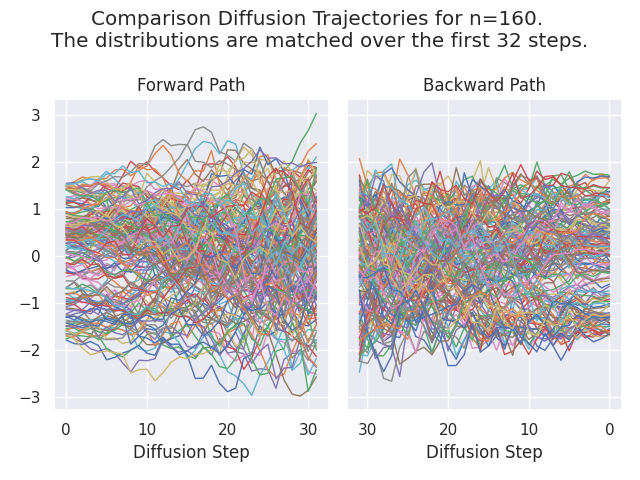 Comparison Diffusion Trajectories for n=160.
The distributions are matched over the first 32 steps.
Forward Path
Backward Path
3
2
1
0
−1
−2
−3
0 10 20 30
30 20 10 0
Diffusion Step
Diffusion Step